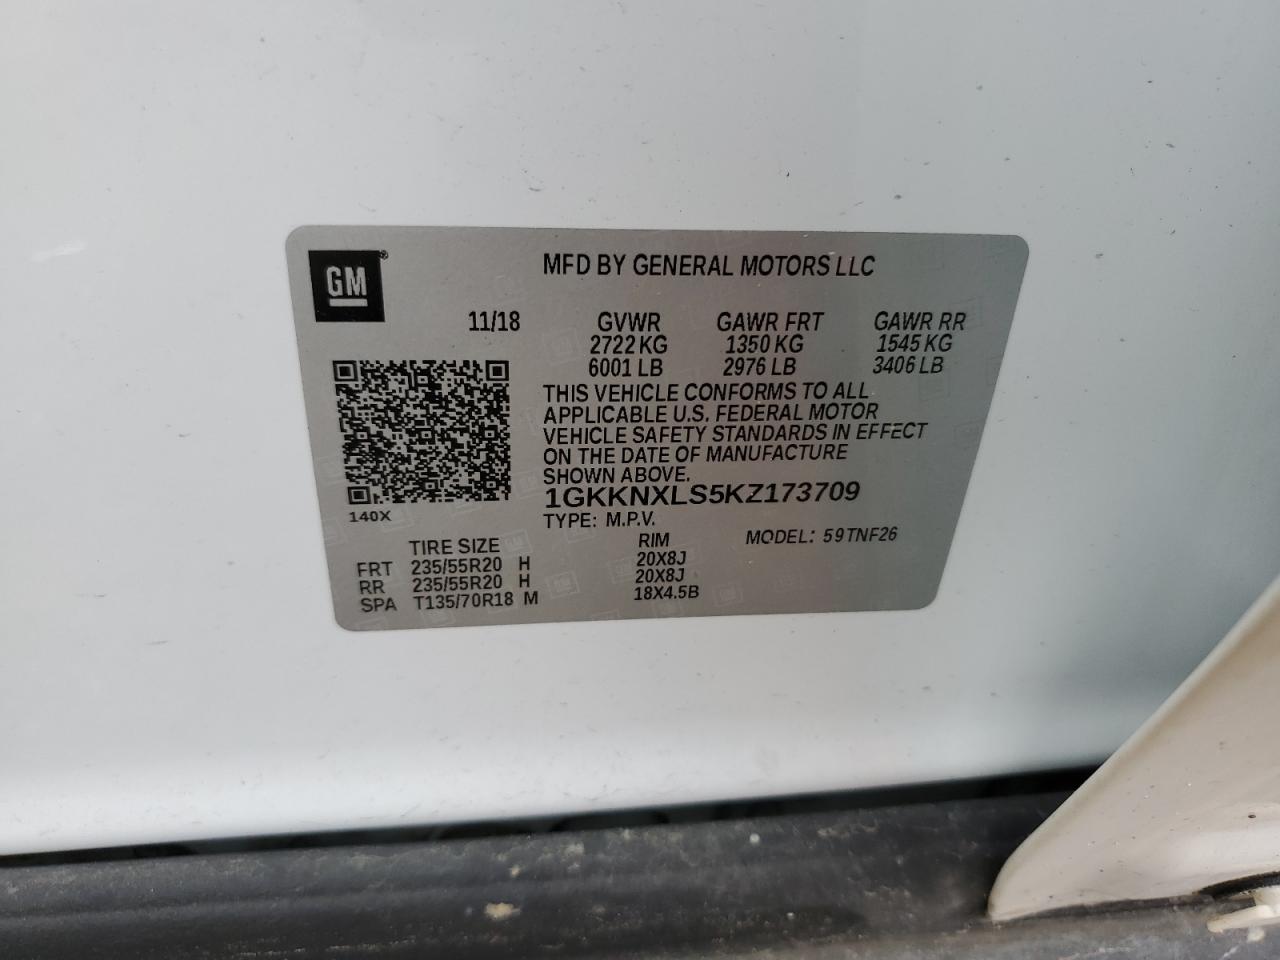 GM®
MFD BY GENERAL MOTORS LLC
11/18 GVWR GAWR FRT GAWR RR
2722 KG 1350 KG 1545 KG
6001 LB 2976 LB 3406 LB
THIS VEHICLE CONFORMS TO ALL
APPLICABLE U.S. FEDERAL MOTOR
VEHICLE SAFETY STANDARDS IN EFFECT
ON THE DATE OF MANUFACTURE
SHOWN ABOVE.
1GKKNXLS5KZ173709
140X
TYPE: M.P.V. MODEL: 59TNF26
TIRE SIZE RIM
FRT 235/55R20 H 20X8J
RR 235/55R20 H 20X8J
SPA T135/70R18 M 18X4.5B